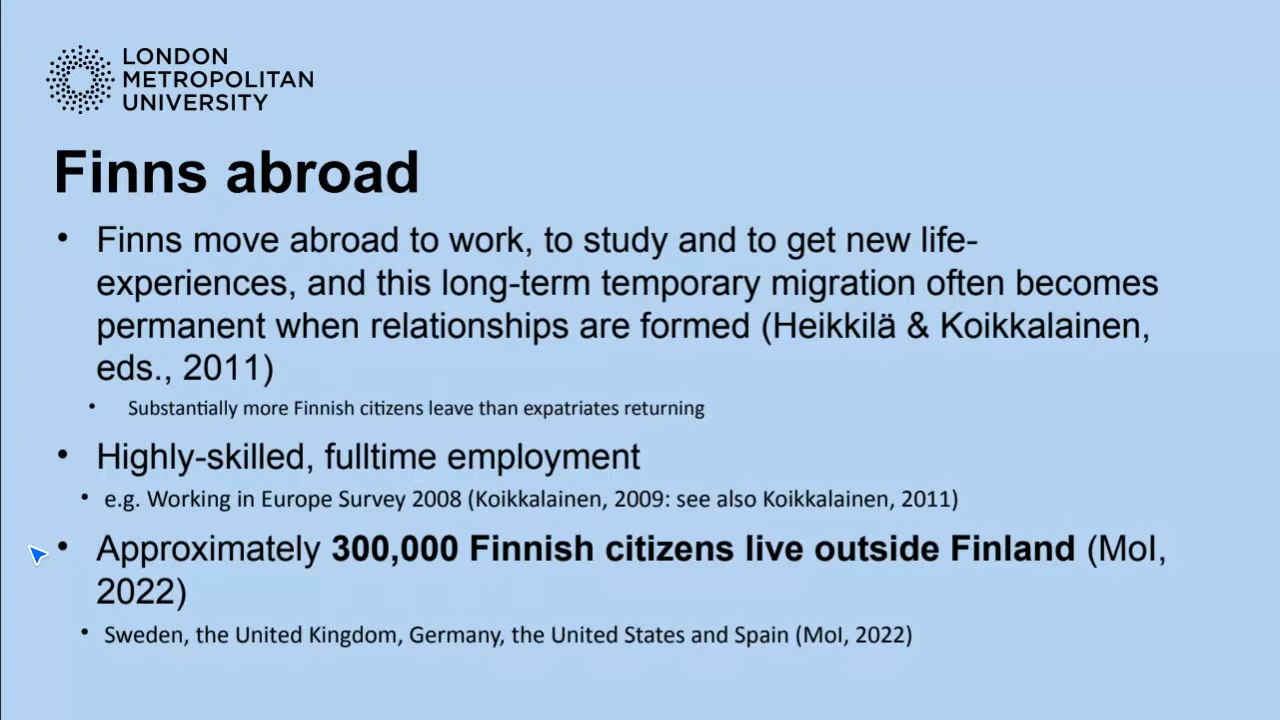 LONDON
METROPOLITAN
UNIVERSITY
Finns abroad
• Finns move abroad to work, to study and to get new life-
experiences, and this long-term temporary migration often becomes
permanent when relationships are formed (Heikkilä & Koikkalainen,
eds., 2011)
• Substantially more Finnish citizens leave than expatriates returning
• Highly-skilled, fulltime employment
• e.g. Working in Europe Survey 2008 (Koikkalainen, 2009: see also Koikkalainen, 2011)
• Approximately 300,000 Finnish citizens live outside Finland (MoI,
2022)
• Sweden, the United Kingdom, Germany, the United States and Spain (MoI, 2022)